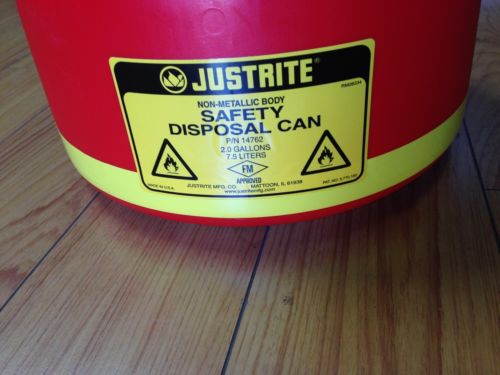 JUSTRITE®
NON-METALLIC BODY
SAFETY
DISPOSAL CAN
P/N 14762
2.0 GALLONS
7.5 LITERS
FM
APPROVED
MADE IN U.S.A.
JUSTRITE MFG. CO. MATTOON, IL 61938
www.justritemfg.com